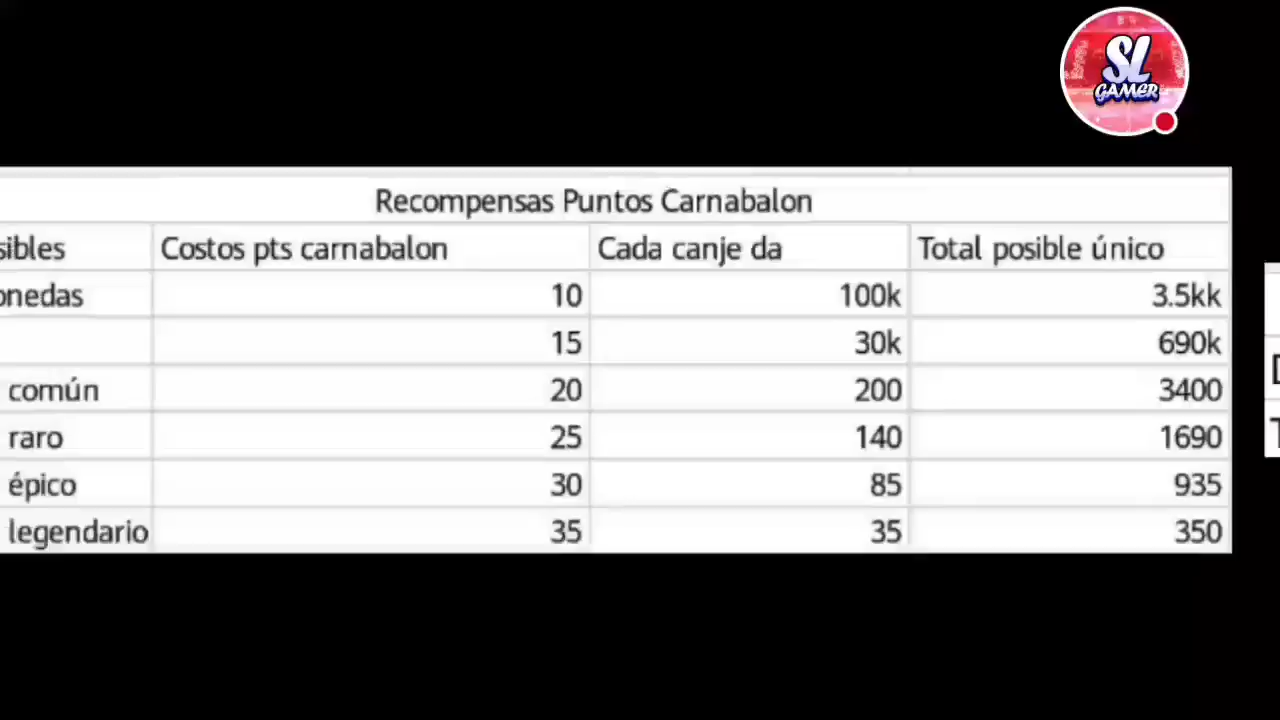 SL
GAMER
Recompensas Puntos Carnabalon
sibles Costos pts carnabalon Cada canje da Total posible único
onedas 10 100k 3.5kk
15 30k 690k
común 20 200 3400
raro 25 140 1690
épico 30 85 935
legendario 35 35 350